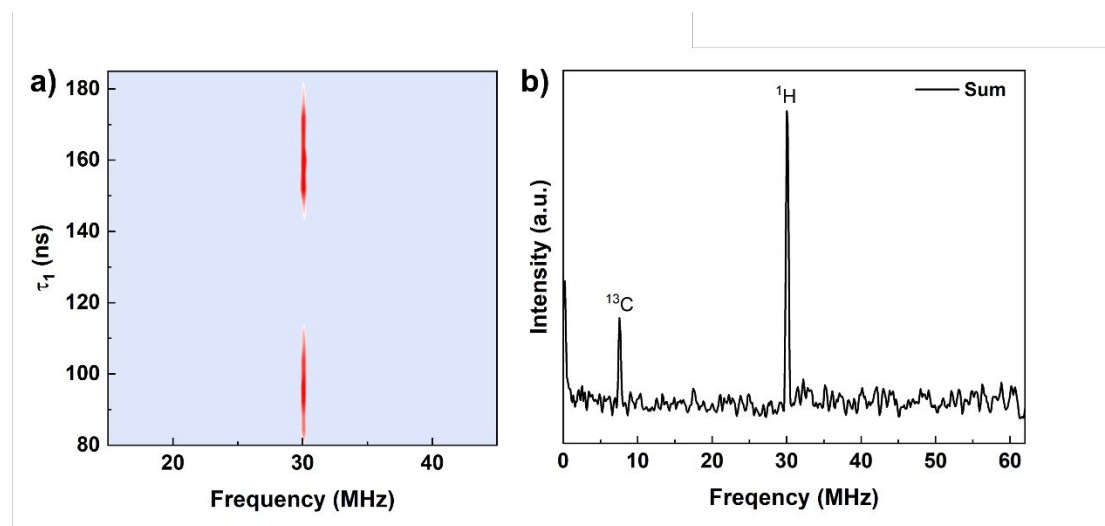 a)
180
160
140
120
100
80
τ1 (ns)
20
30
40
Frequency (MHz)
b)
Sum
1H
13C
Intensity (a.u.)
0
10
20
30
40
50
60
Freqency (MHz)